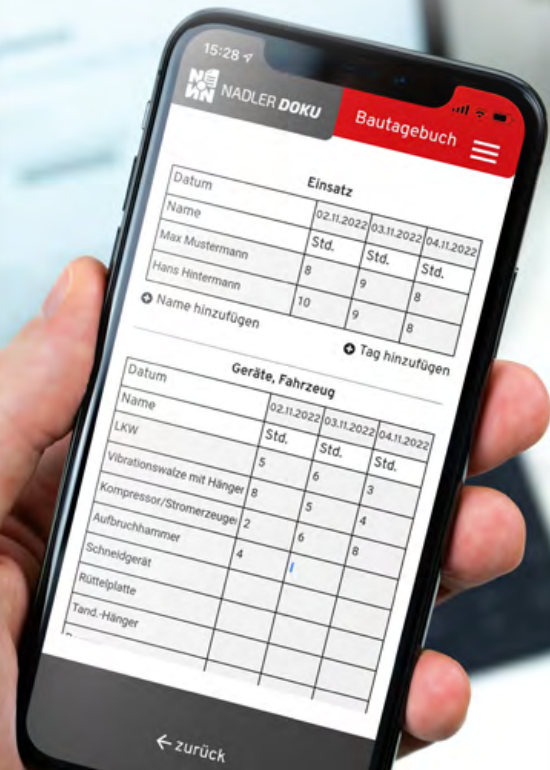 15:28
NADLER DOKU
Bautagebuch
Einsatz
Datum 02.11.2022 03.11.2022 04.11.2022
Name Std. Std. Std.
Max Mustermann 8 9 8
Hans Hintermann 10 9 8
Name hinzufügen
Tag hinzufügen
Geräte, Fahrzeug
Datum 02.11.2022 03.11.2022 04.11.2022
Name Std. Std. Std.
LKW 5 6 3
Vibrationswalze mit Hänger 8 5 4
Kompressor/Stromerzeuger 2 6 8
Aufbruchhammer 4
Schneidgerät
Rüttelplatte
Tand.-Hänger
zurück